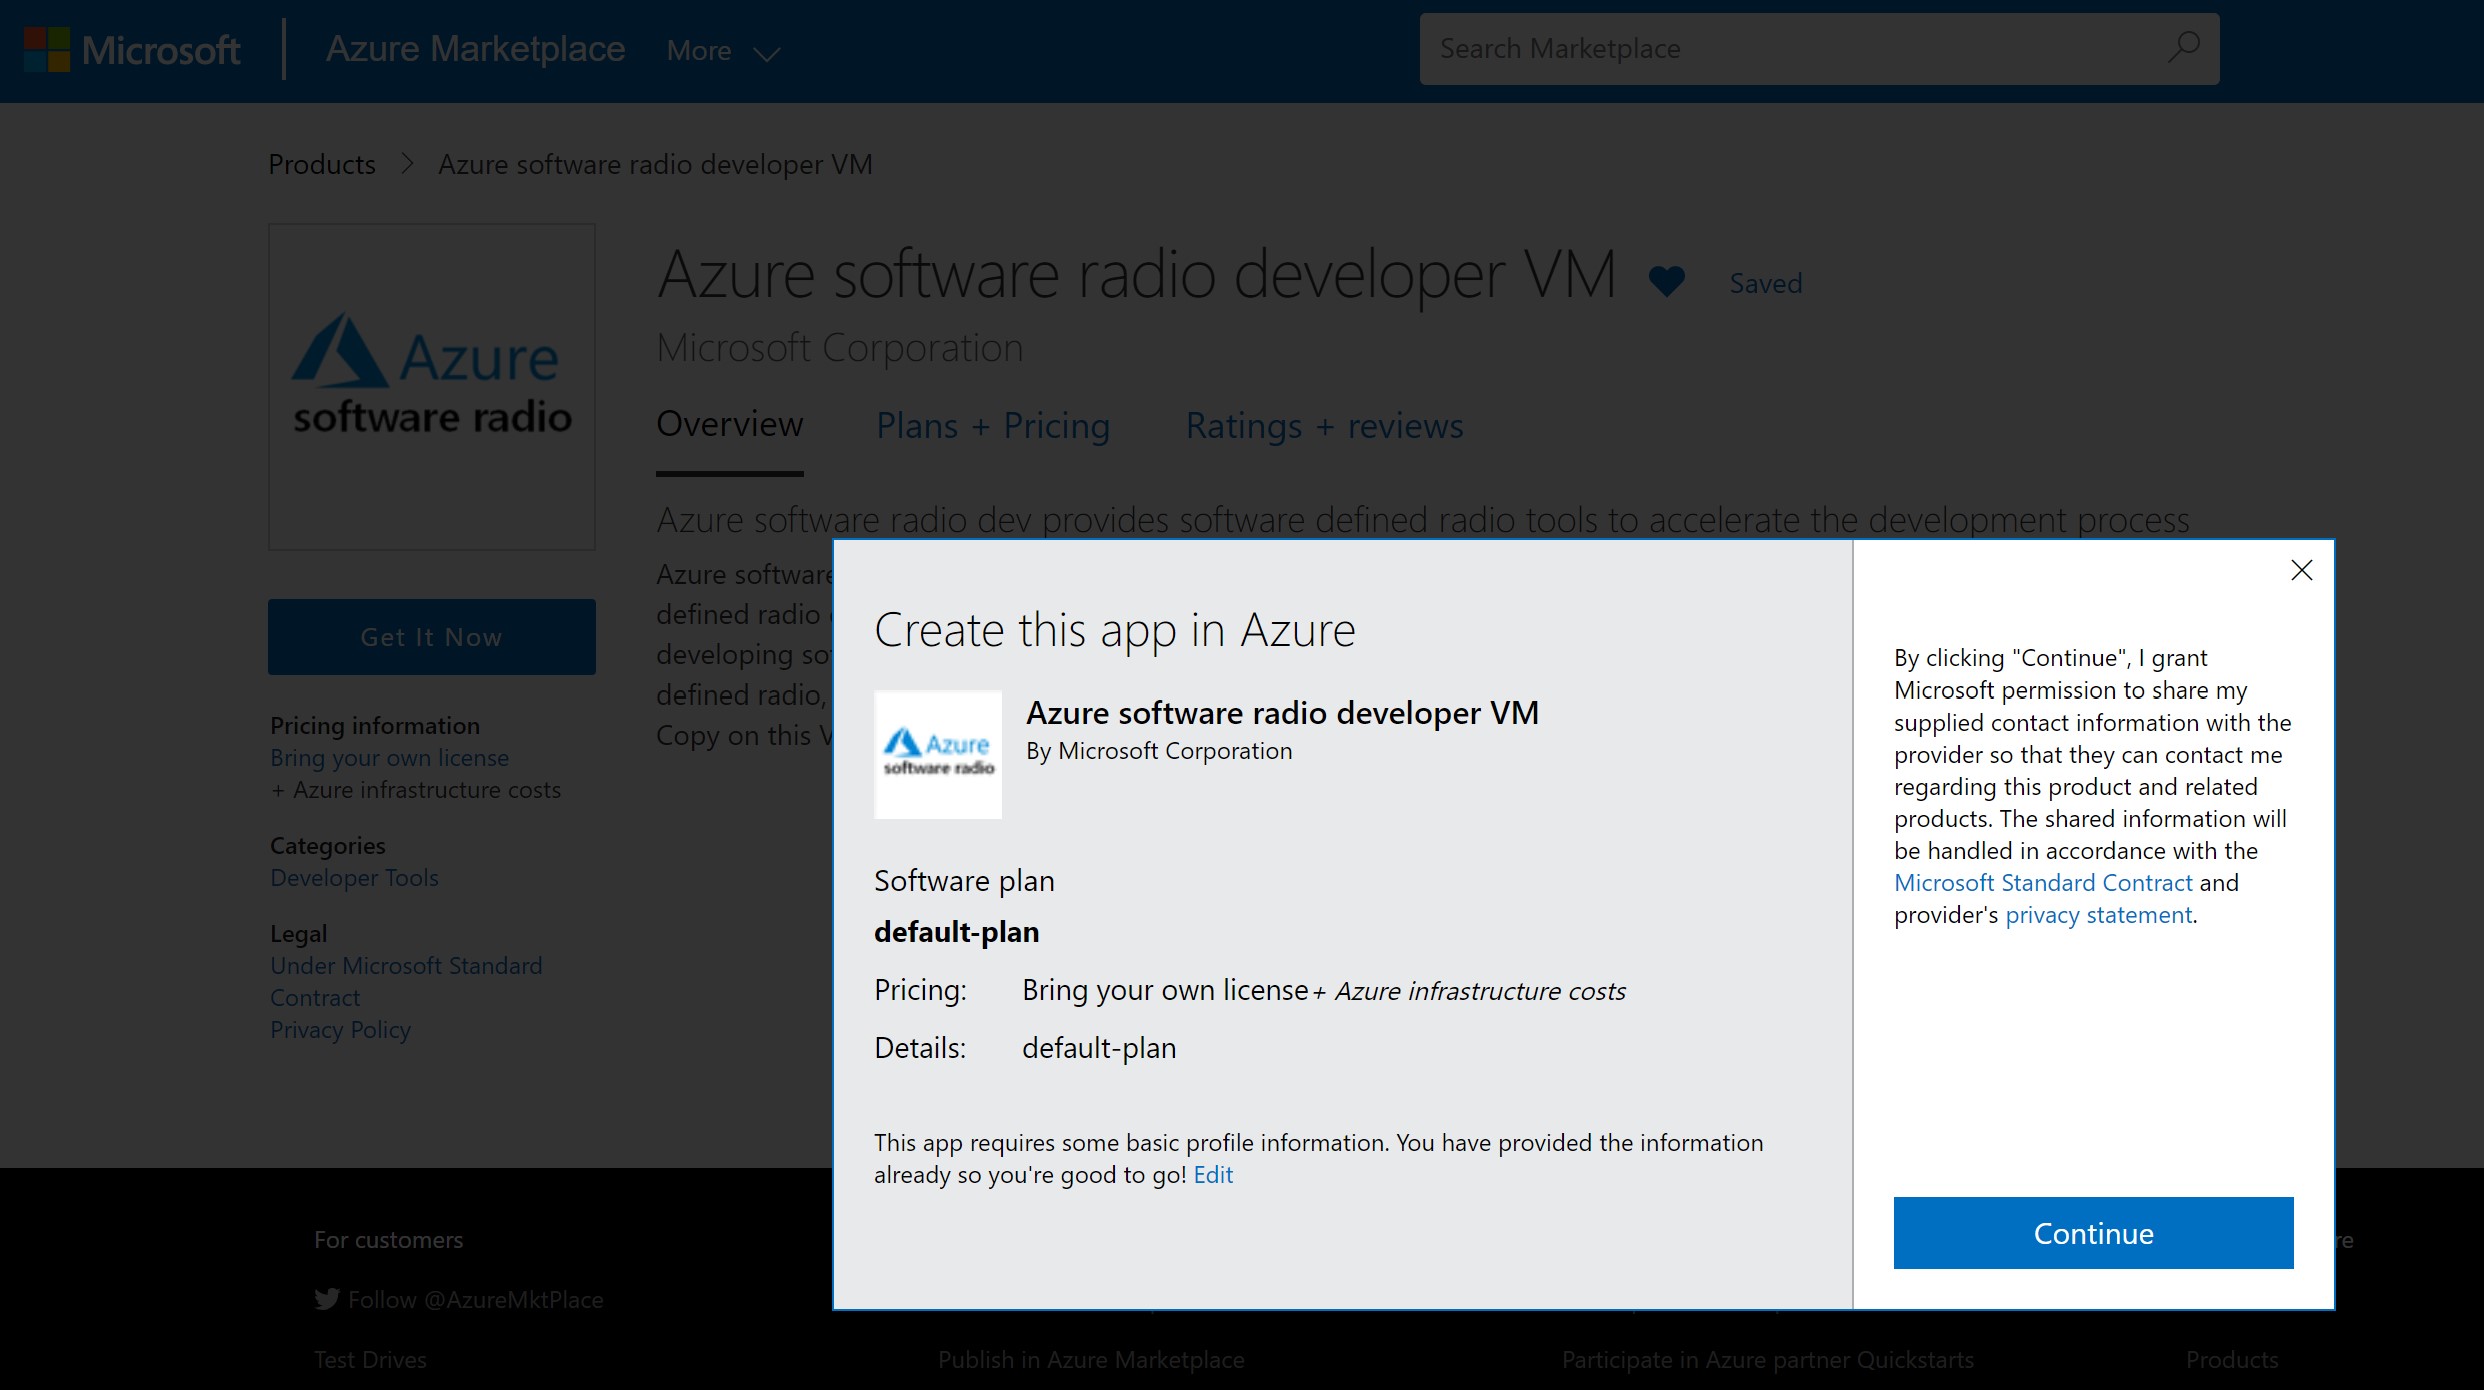 Microsoft
Azure Marketplace
More
Search Marketplace
Products
Azure software radio developer VM
Azure
software radio
Azure software radio developer VM
Saved
Microsoft Corporation
Overview
Plans + Pricing
Ratings + reviews
Azure software radio dev provides software defined radio tools to accelerate the development process
Azure software
defined radio
developing so
defined radio,
Copy on this
Get It Now
Pricing information
Bring your own license
+ Azure infrastructure costs
Categories
Developer Tools
Legal
Under Microsoft Standard
Contract
Privacy Policy
Create this app in Azure
Azure
software radio
Azure software radio developer VM
By Microsoft Corporation
Software plan
default-plan
Pricing: Bring your own license + Azure infrastructure costs
Details: default-plan
This app requires some basic profile information. You have provided the information
already so you're good to go! Edit
By clicking "Continue", I grant
Microsoft permission to share my
supplied contact information with the
provider so that they can contact me
regarding this product and related
products. The shared information will
be handled in accordance with the
Microsoft Standard Contract and
provider's privacy statement.
Continue
For customers
Follow @AzureMktPlace
Test Drives
Publish in Azure Marketplace
Participate in Azure partner Quickstarts
Products